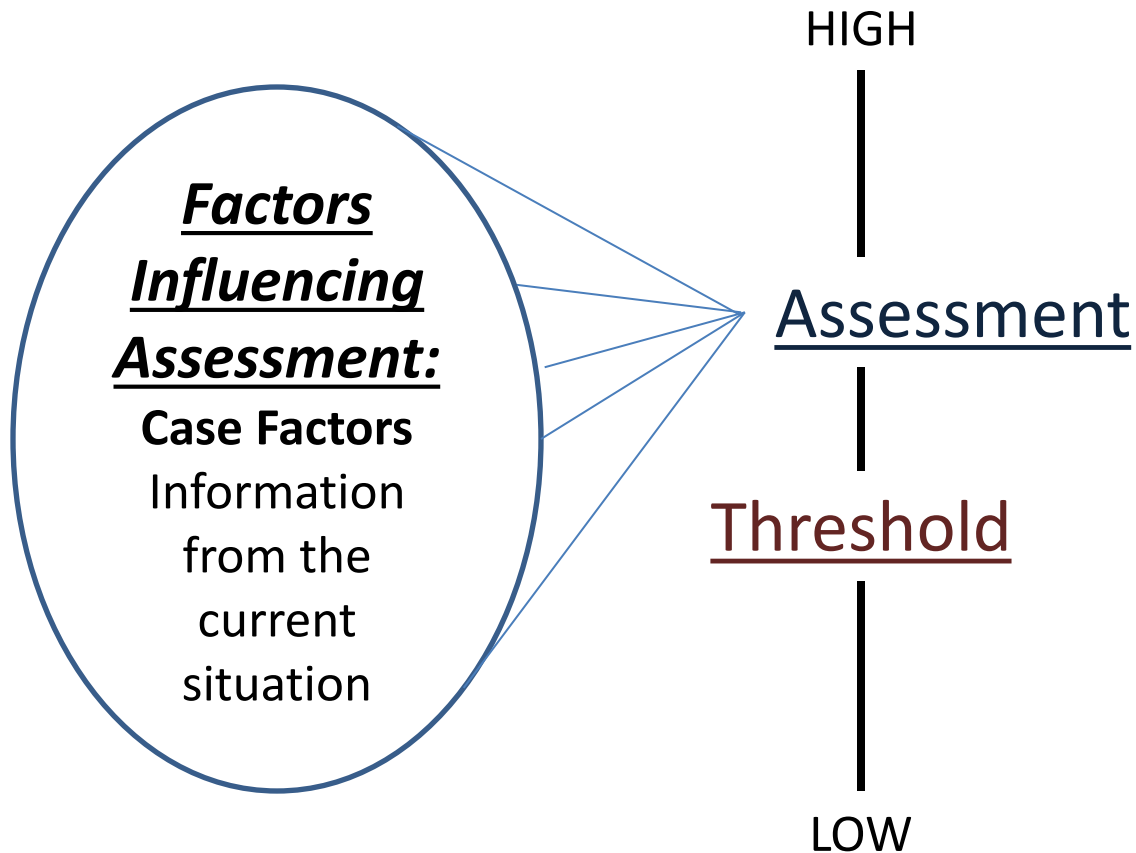 HIGH
Factors
Influencing
Assessment:
Case Factors
Information
from the
current
situation
Assessment
Threshold
LOW